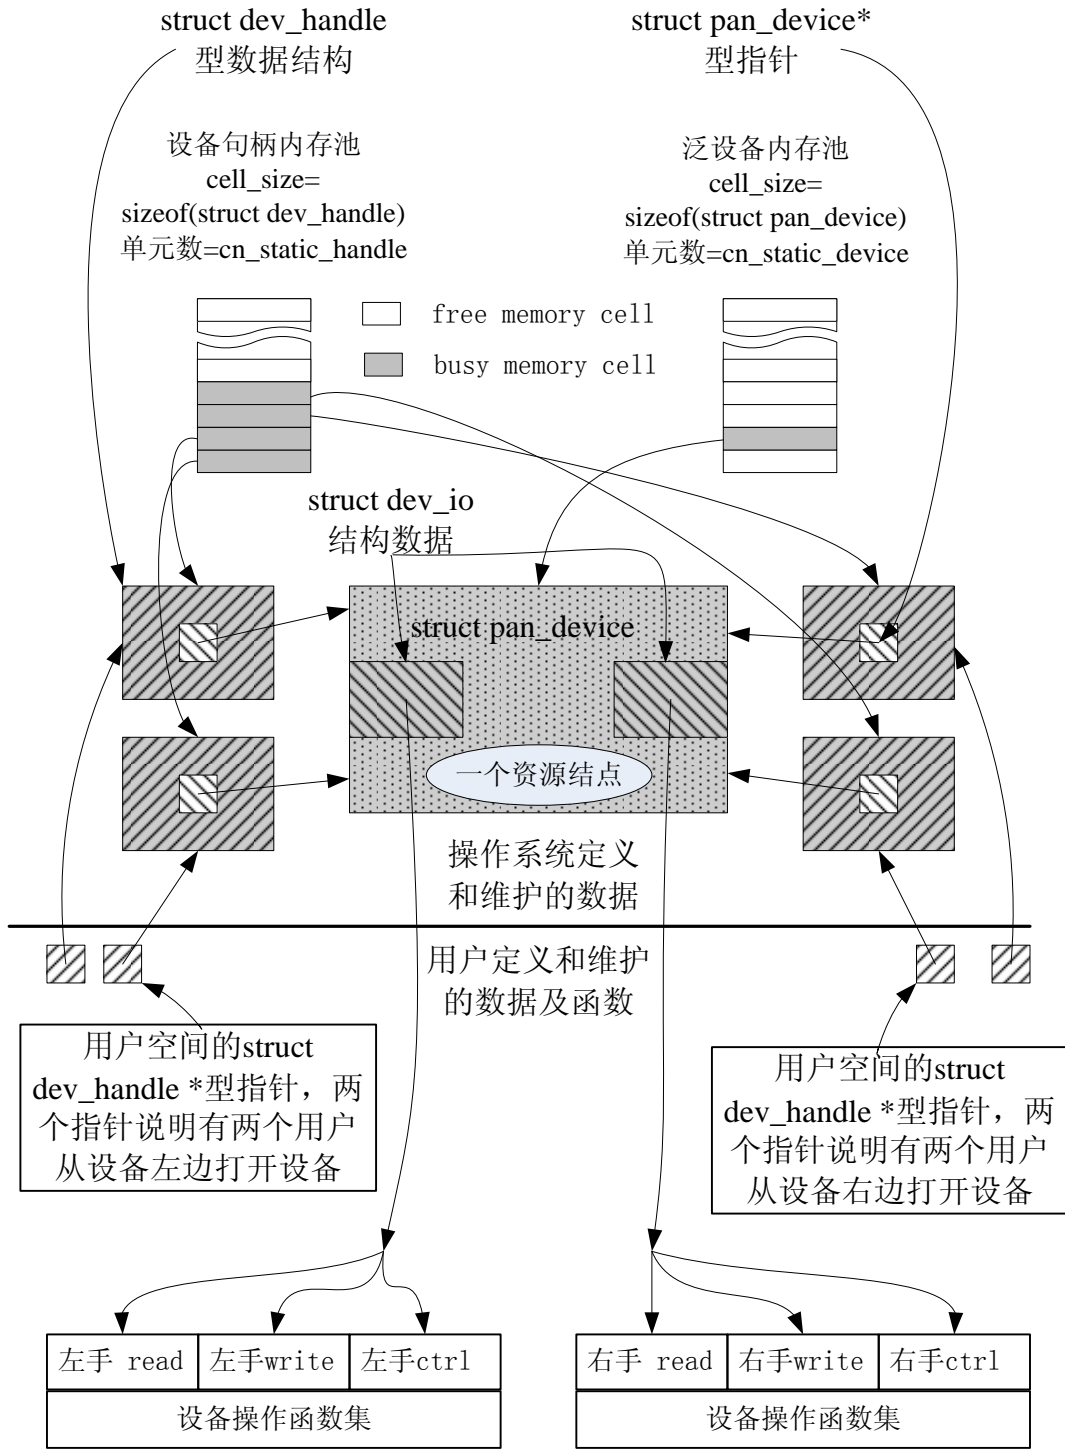 struct dev_handle
型数据结构
struct pan_device*
型指针
设备句柄内存池
cell_size=
sizeof(struct dev_handle)
单元数=cn_static_handle
泛设备内存池
cell_size=
sizeof(struct pan_device)
单元数=cn_static_device
free memory cell
busy memory cell
struct dev_io
结构数据
struct pan_device
一个资源结点
操作系统定义
和维护的数据
用户定义和维护
的数据及函数
用户空间的struct
dev_handle *型指针，两
个指针说明有两个用户
从设备左边打开设备
用户空间的struct
dev_handle *型指针，两
个指针说明有两个用户
从设备右边打开设备
左手 read
左手write
左手ctrl
设备操作函数集
右手 read
右手write
右手ctrl
设备操作函数集